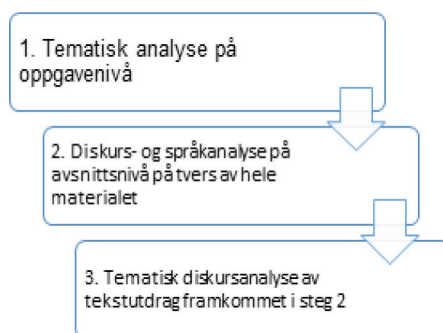 1. Tematisk analyse på
oppgavenivå
2. Diskurs- og språkanalyse på
avsnittsnivå på tvers av hele
materialet
3. Tematisk diskursanalyse av
tekstutdrag framkommet i steg 2